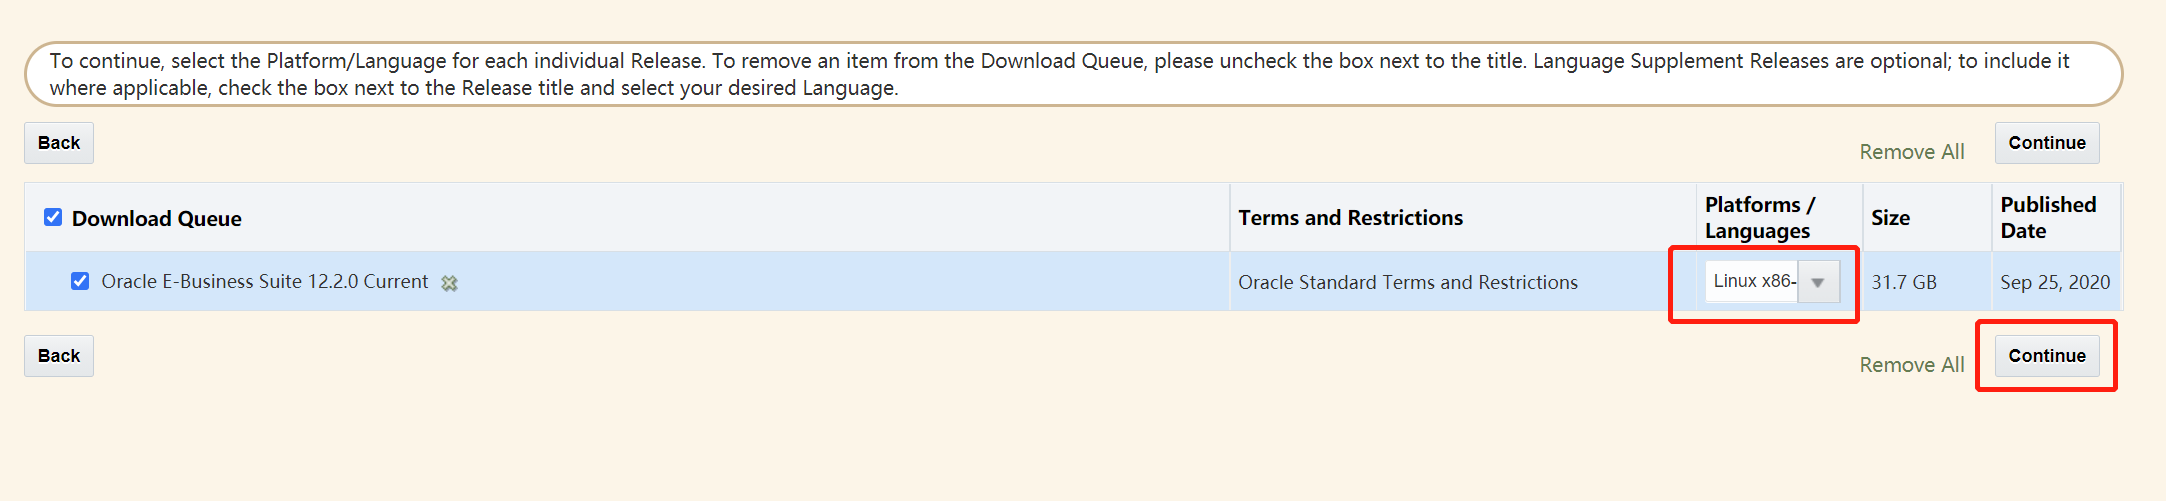 To continue, select the Platform/Language for each individual Release. To remove an item from the Download Queue, please uncheck the box next to the title. Language Supplement Releases are optional; to include it
where applicable, check the box next to the Release title and select your desired Language.
Back
Remove All
Continue
Download Queue
Terms and Restrictions
Platforms /
Languages
Size
Published
Date
Oracle E-Business Suite 12.2.0 Current
Oracle Standard Terms and Restrictions
Linux x86-
31.7 GB
Sep 25, 2020
Back
Remove All
Continue